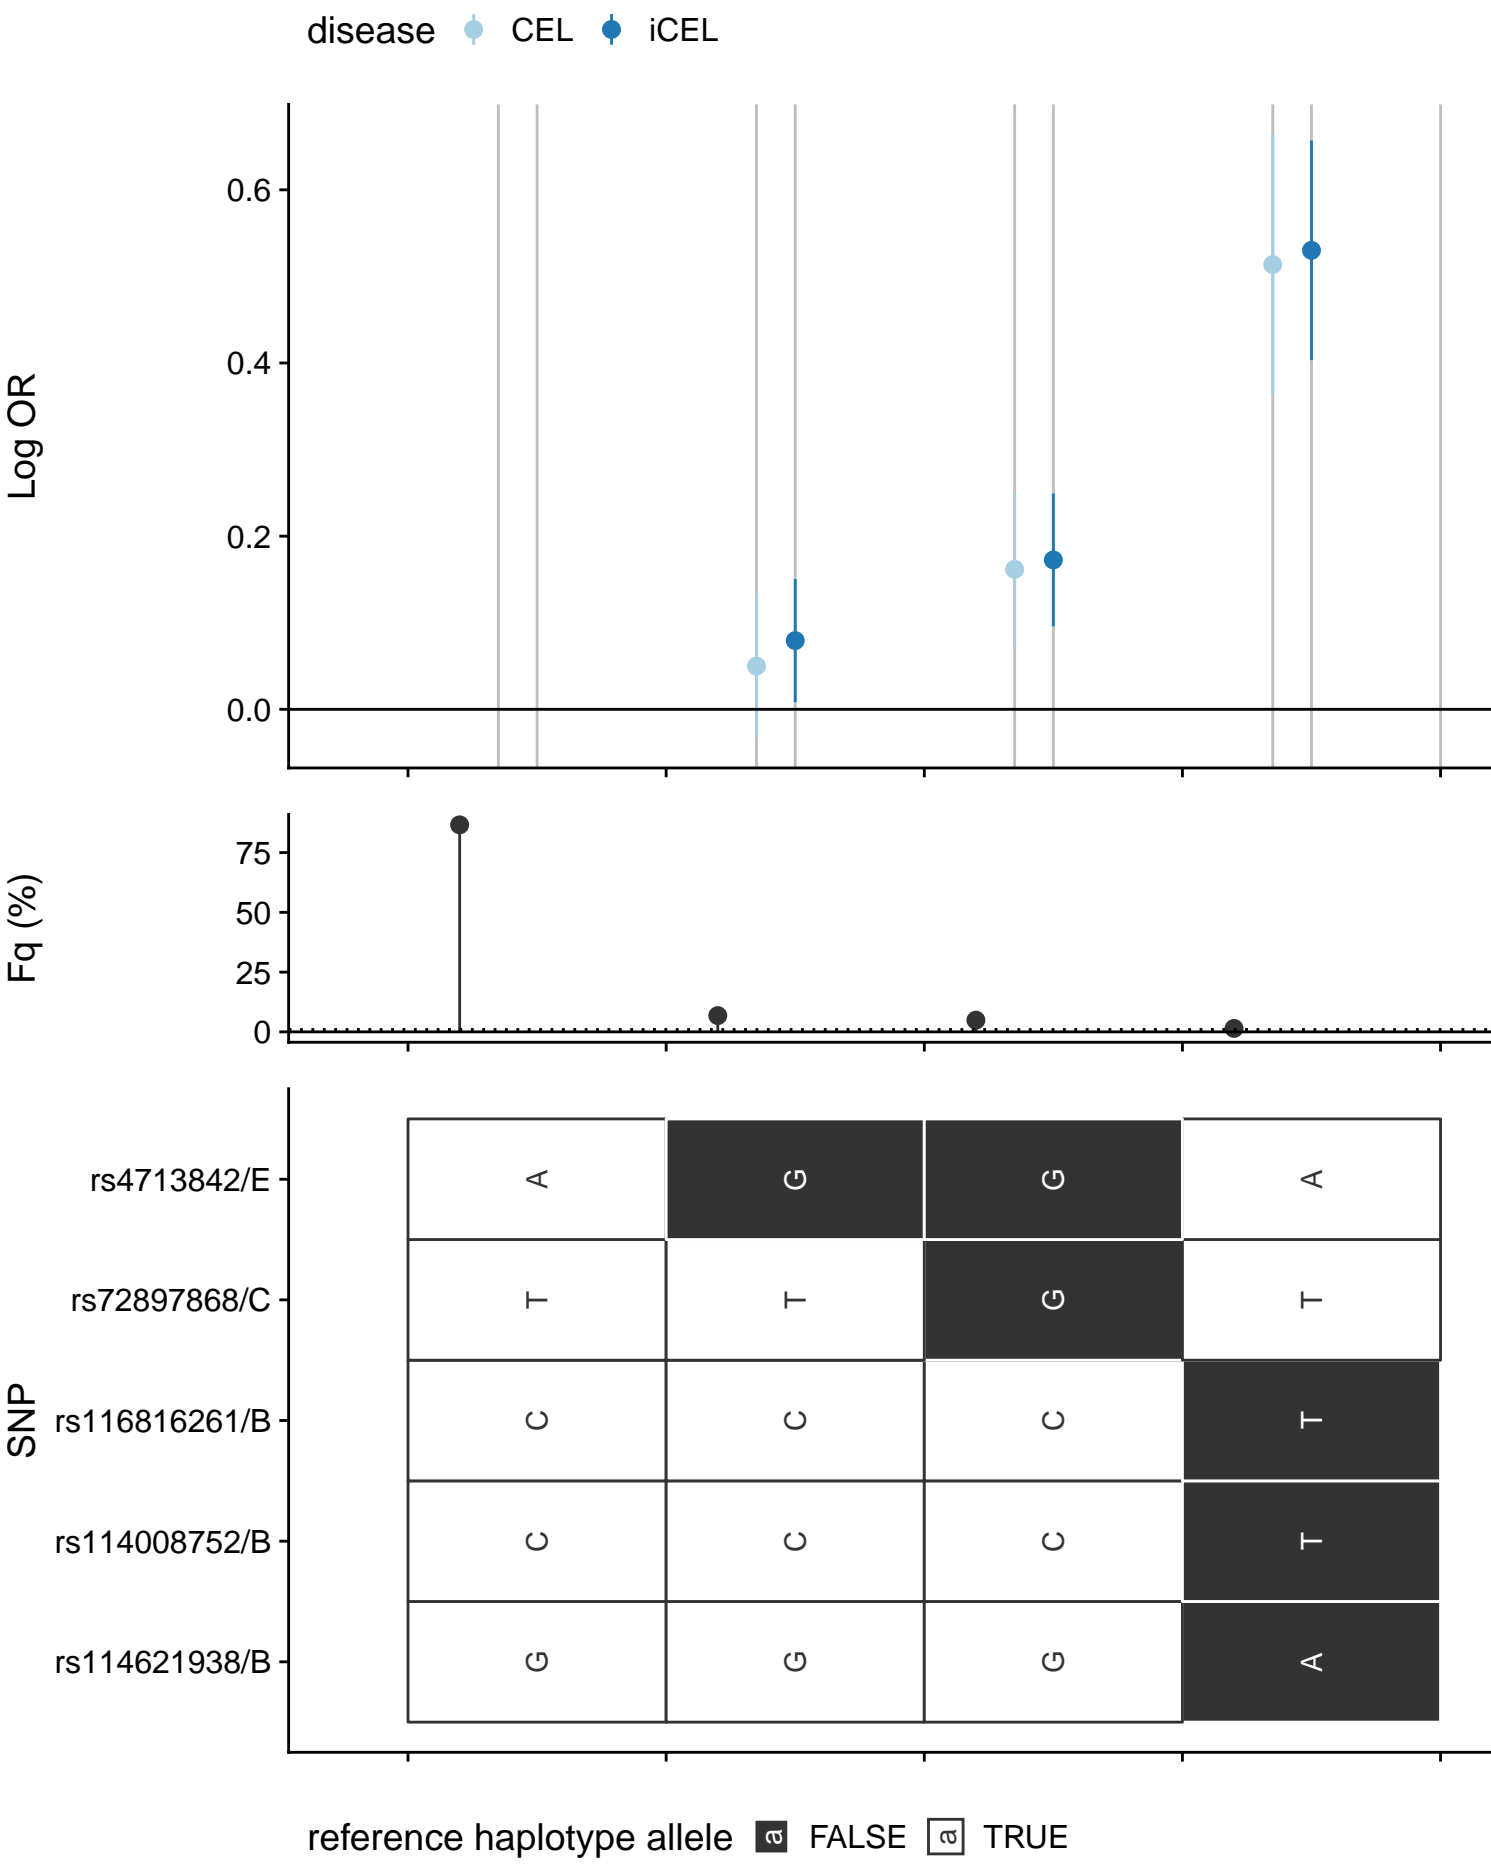 disease CEL iCEL
Log OR
0.6
0.4
0.2
0.0
Fq (%)
75
50
25
0
SNP
rs4713842/E A G G A
rs72897868/C T T G T
rs116816261/B C C C T
rs114008752/B C C C T
rs114621938/B G G G A
reference haplotype allele a FALSE a TRUE